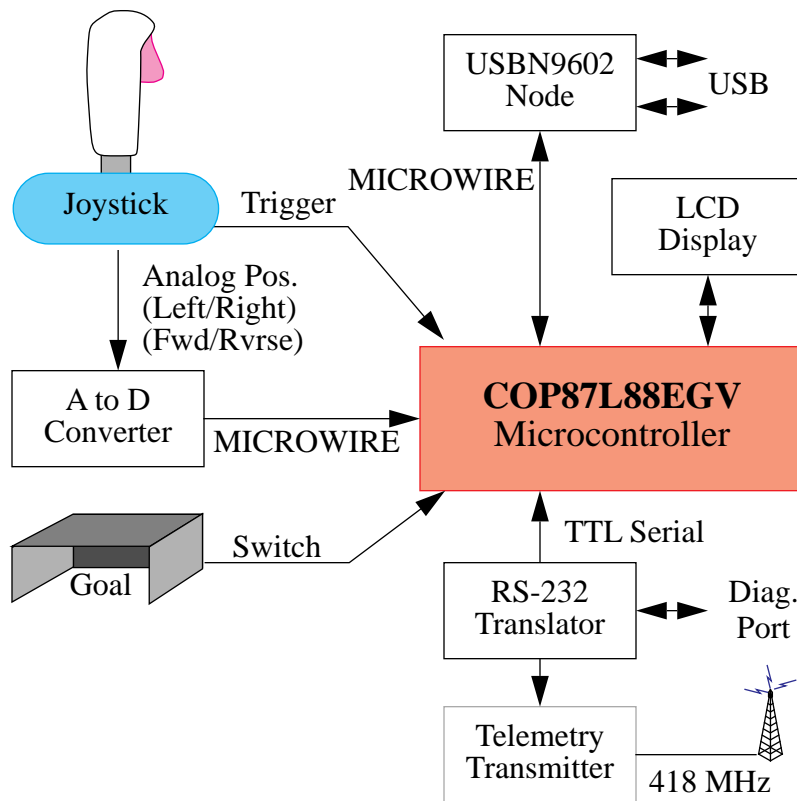 USBN9602
Node
USB
MICROWIRE
Joystick
Trigger
LCD
Display
Analog Pos.
(Left/Right)
(Fwd/Rvrse)
A to D
Converter
MICROWIRE
COP87L88EGV
Microcontroller
Switch
Goal
TTL Serial
RS-232
Translator
Diag.
Port
Telemetry
Transmitter
418 MHz